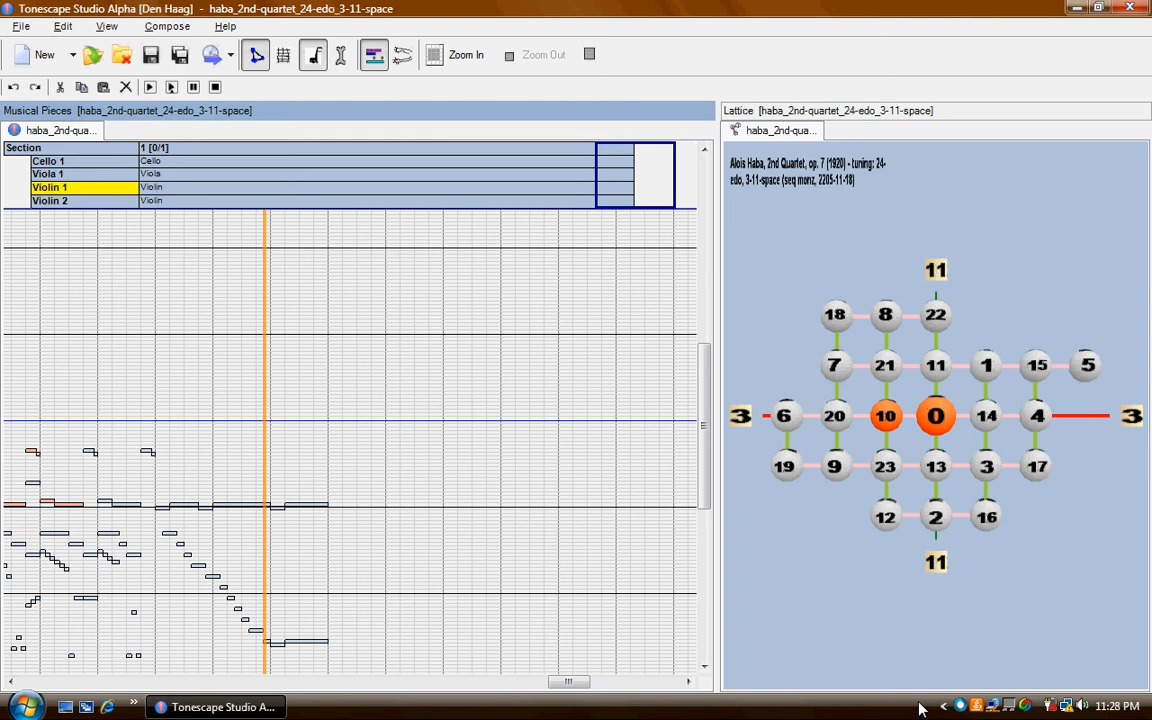 Tonescape Studio Alpha [Den Haag] - haba_2nd-quartet_24-edo_3-11-space
File Edit View Compose Help
New Zoom In Zoom Out
Musical Pieces [haba_2nd-quartet_24-edo_3-11-space]
haba_2nd-qua...
Section 1 [0/1]
Cello 1 Cello
Viola 1 Viola
Violin 1 Violin
Violin 2 Violin
Lattice [haba_2nd-quartet_24-edo_3-11-space]
haba_2nd-qua...
Alois Haba, 2nd Quartet, op. 7 (1920) - tuning: 24-
edo, 3-11-space (seq monz, 2205-11-18)
11
18 8 22
7 21 11 1 15 5
3 6 20 10 0 14 4 3
19 9 23 13 3 17
12 2 16
11
Tonescape Studio A...
11:28 PM